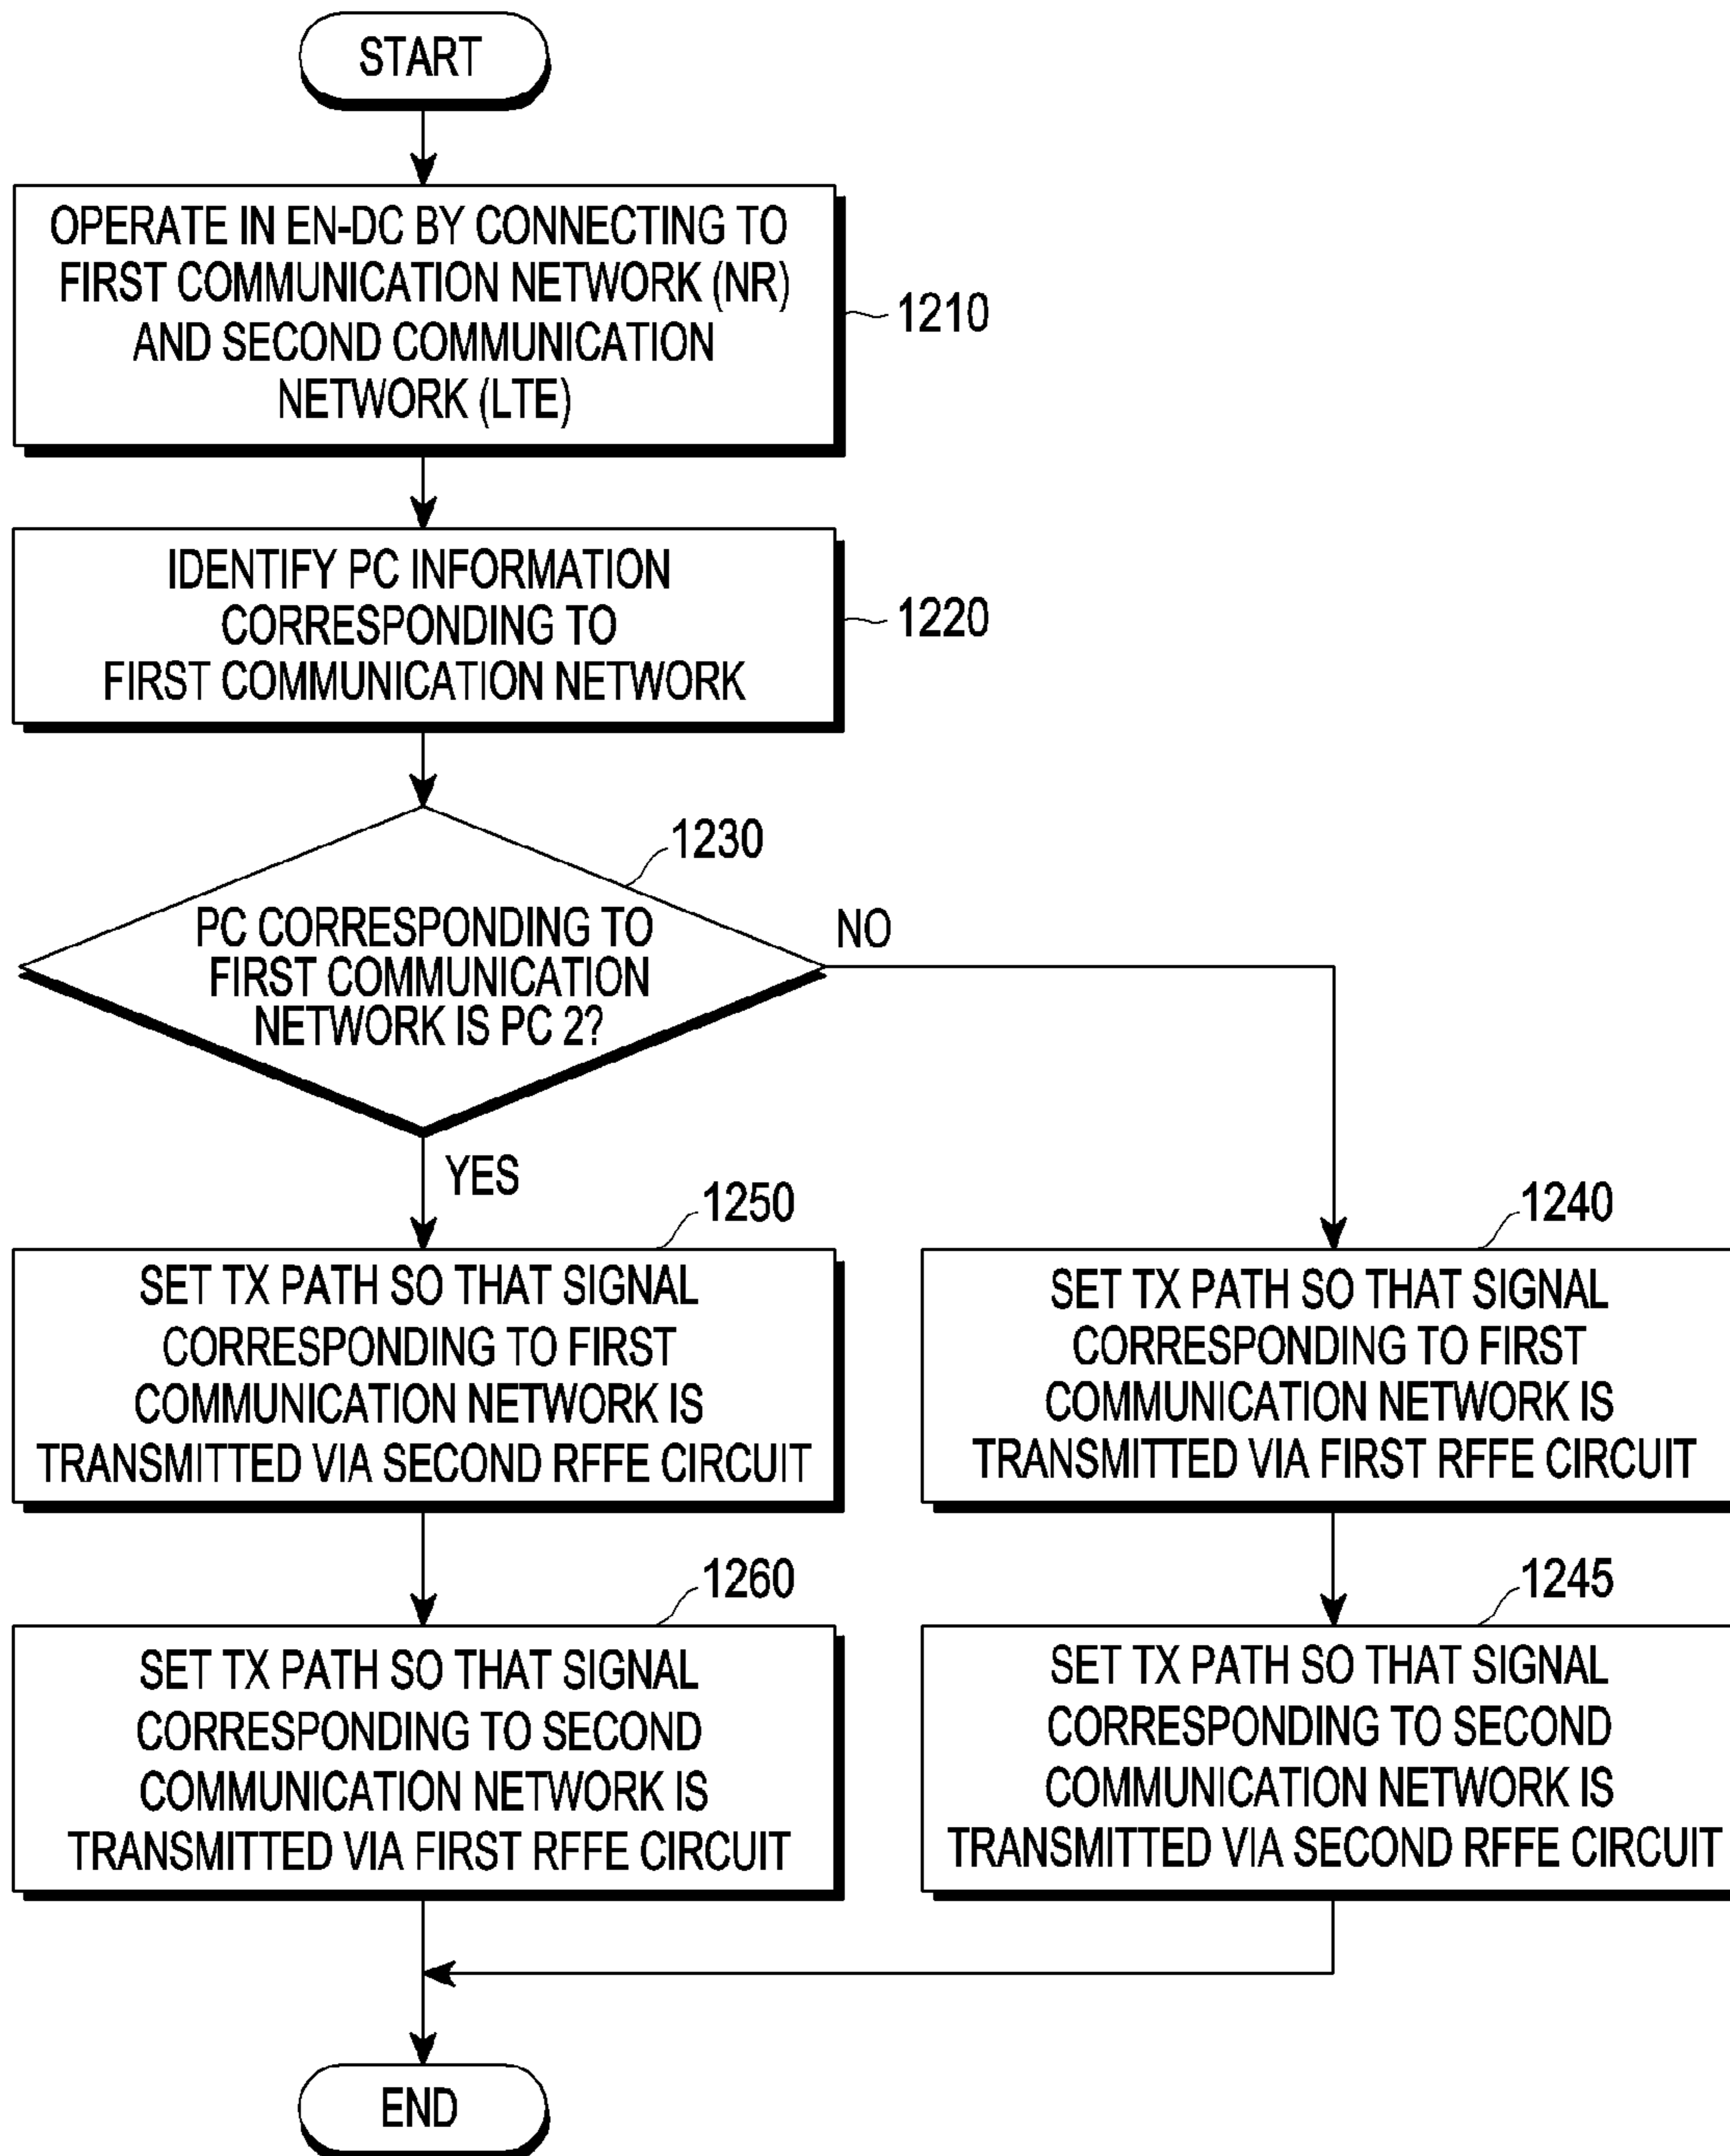 START
OPERATE IN EN-DC BY CONNECTING TO
FIRST COMMUNICATION NETWORK (NR)
AND SECOND COMMUNICATION
NETWORK (LTE)
1210
IDENTIFY PC INFORMATION
CORRESPONDING TO
FIRST COMMUNICATION NETWORK
1220
1230
PC CORRESPONDING TO
FIRST COMMUNICATION
NETWORK IS PC 2?
NO
YES
1250
SET TX PATH SO THAT SIGNAL
CORRESPONDING TO FIRST
COMMUNICATION NETWORK IS
TRANSMITTED VIA SECOND RFFE CIRCUIT
1240
SET TX PATH SO THAT SIGNAL
CORRESPONDING TO FIRST
COMMUNICATION NETWORK IS
TRANSMITTED VIA FIRST RFFE CIRCUIT
1260
SET TX PATH SO THAT SIGNAL
CORRESPONDING TO SECOND
COMMUNICATION NETWORK IS
TRANSMITTED VIA FIRST RFFE CIRCUIT
1245
SET TX PATH SO THAT SIGNAL
CORRESPONDING TO SECOND
COMMUNICATION NETWORK IS
TRANSMITTED VIA SECOND RFFE CIRCUIT
END